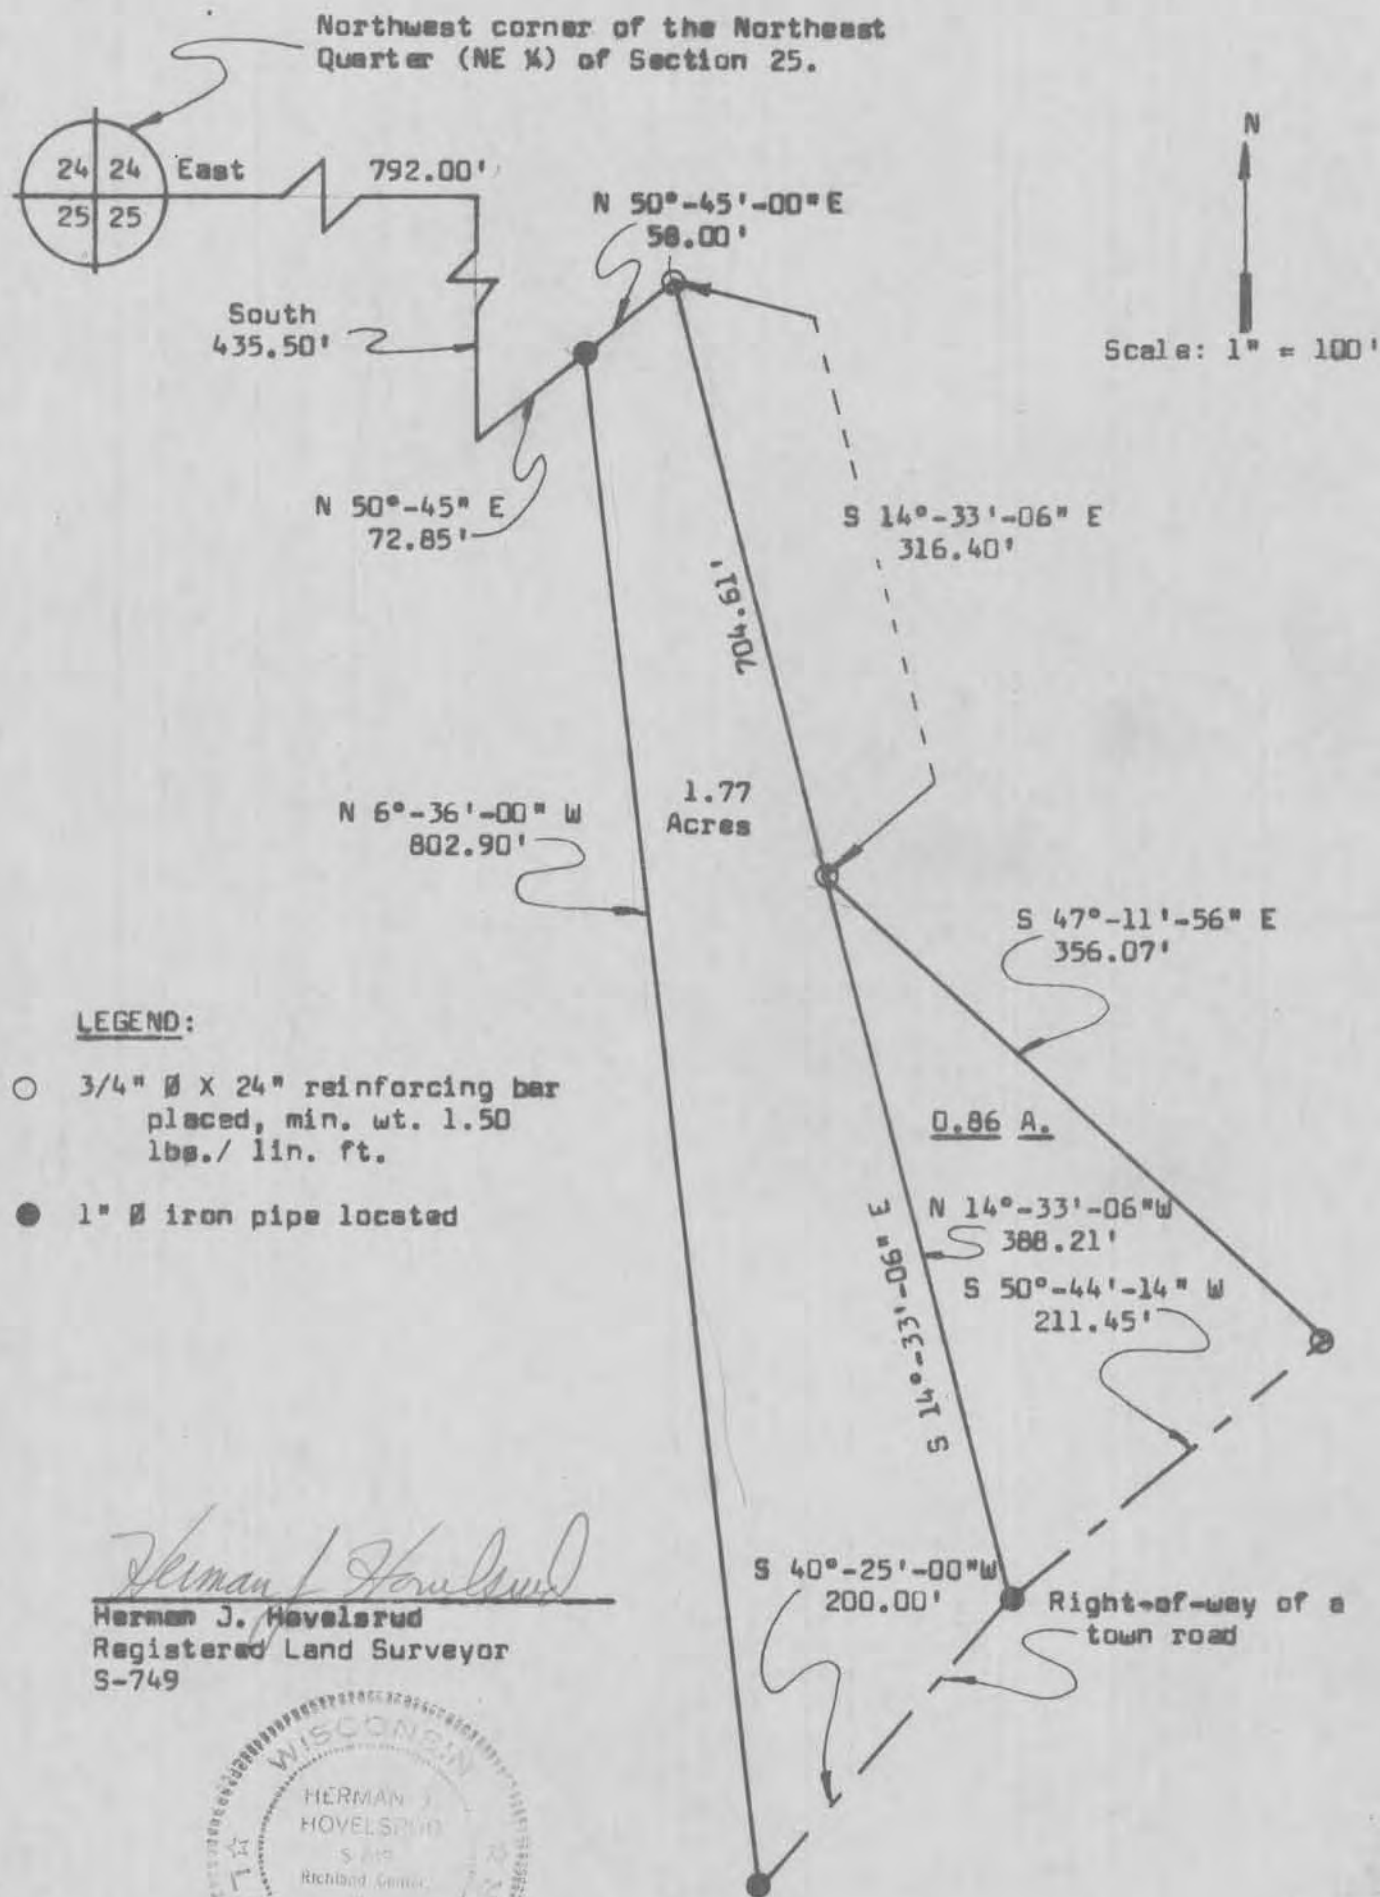 Northwest corner of the Northeast
Quarter (NE ¼) of Section 25.
24 24
25 25
East 792.00'
N
Scale: 1" = 100'
N 50°-45'-00" E
58.00'
South
435.50'
N 50°-45" E
72.85'
S 14°-33'-06" E
316.40'
704.61'
N 6°-36'-00" W
802.90'
1.77
Acres
S 47°-11'-56" E
356.07'
LEGEND:
3/4" Ø X 24" reinforcing bar
placed, min. wt. 1.50
lbs./ lin. ft.
1" Ø iron pipe located
0.86 A.
N 14°-33'-06"W
388.21'
S 14°-33'-06" E
S 50°-44'-14" W
211.45'
S 40°-25'-00"W
200.00'
Right-of-way of a
town road
Herman J. Hovelsrud
Herman J. Hovelsrud
Registered Land Surveyor
S-749
WISCONSIN
HERMAN J.
HOVELSRUD
S-749
Richland Center,